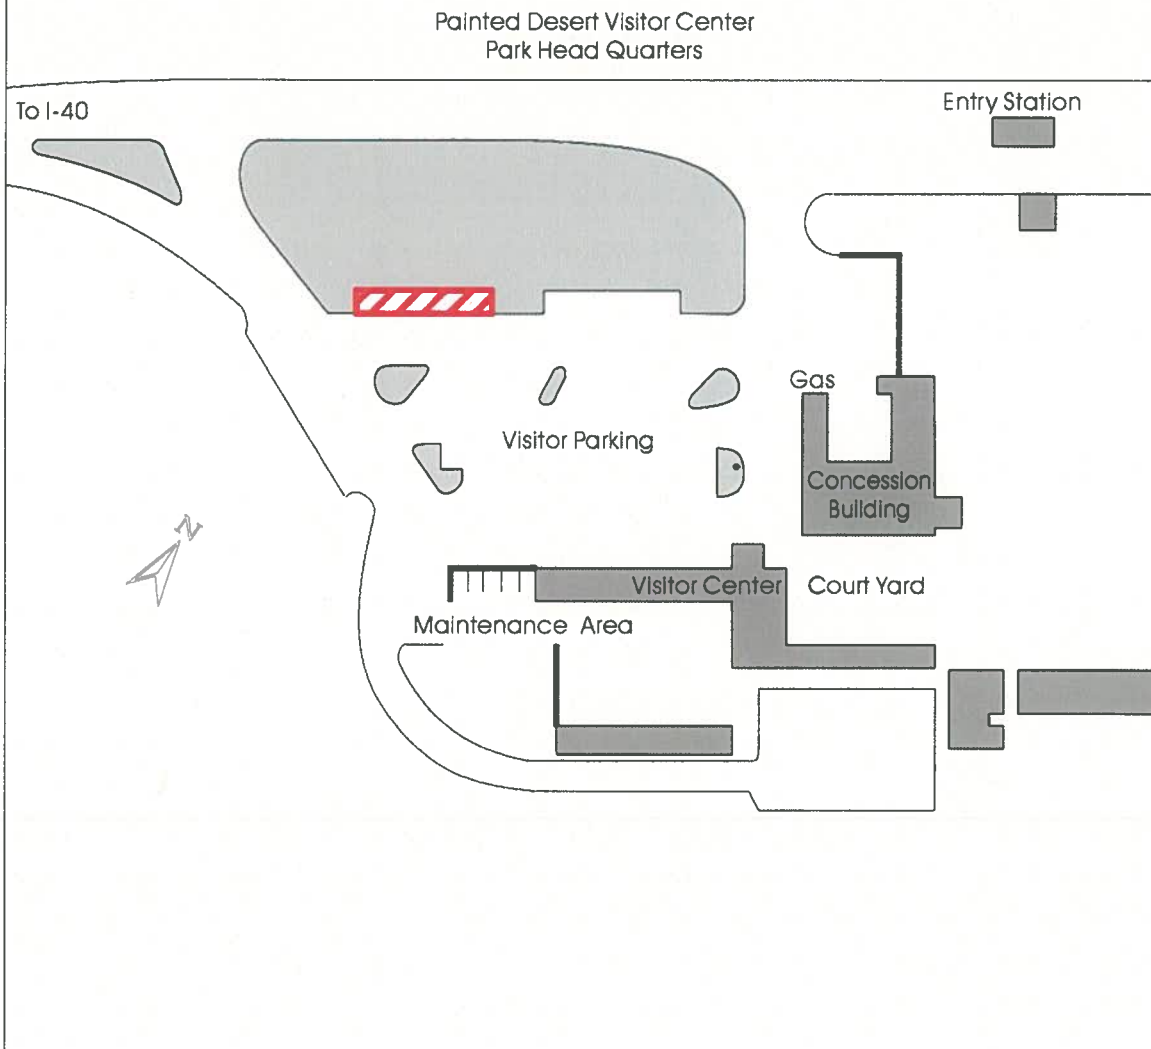 Painted Desert Visitor Center
Park Head Quarters
To I-40
Entry Station
Gas
Visitor Parking
Concession
Building
N
Visitor Center
Court Yard
Maintenance Area